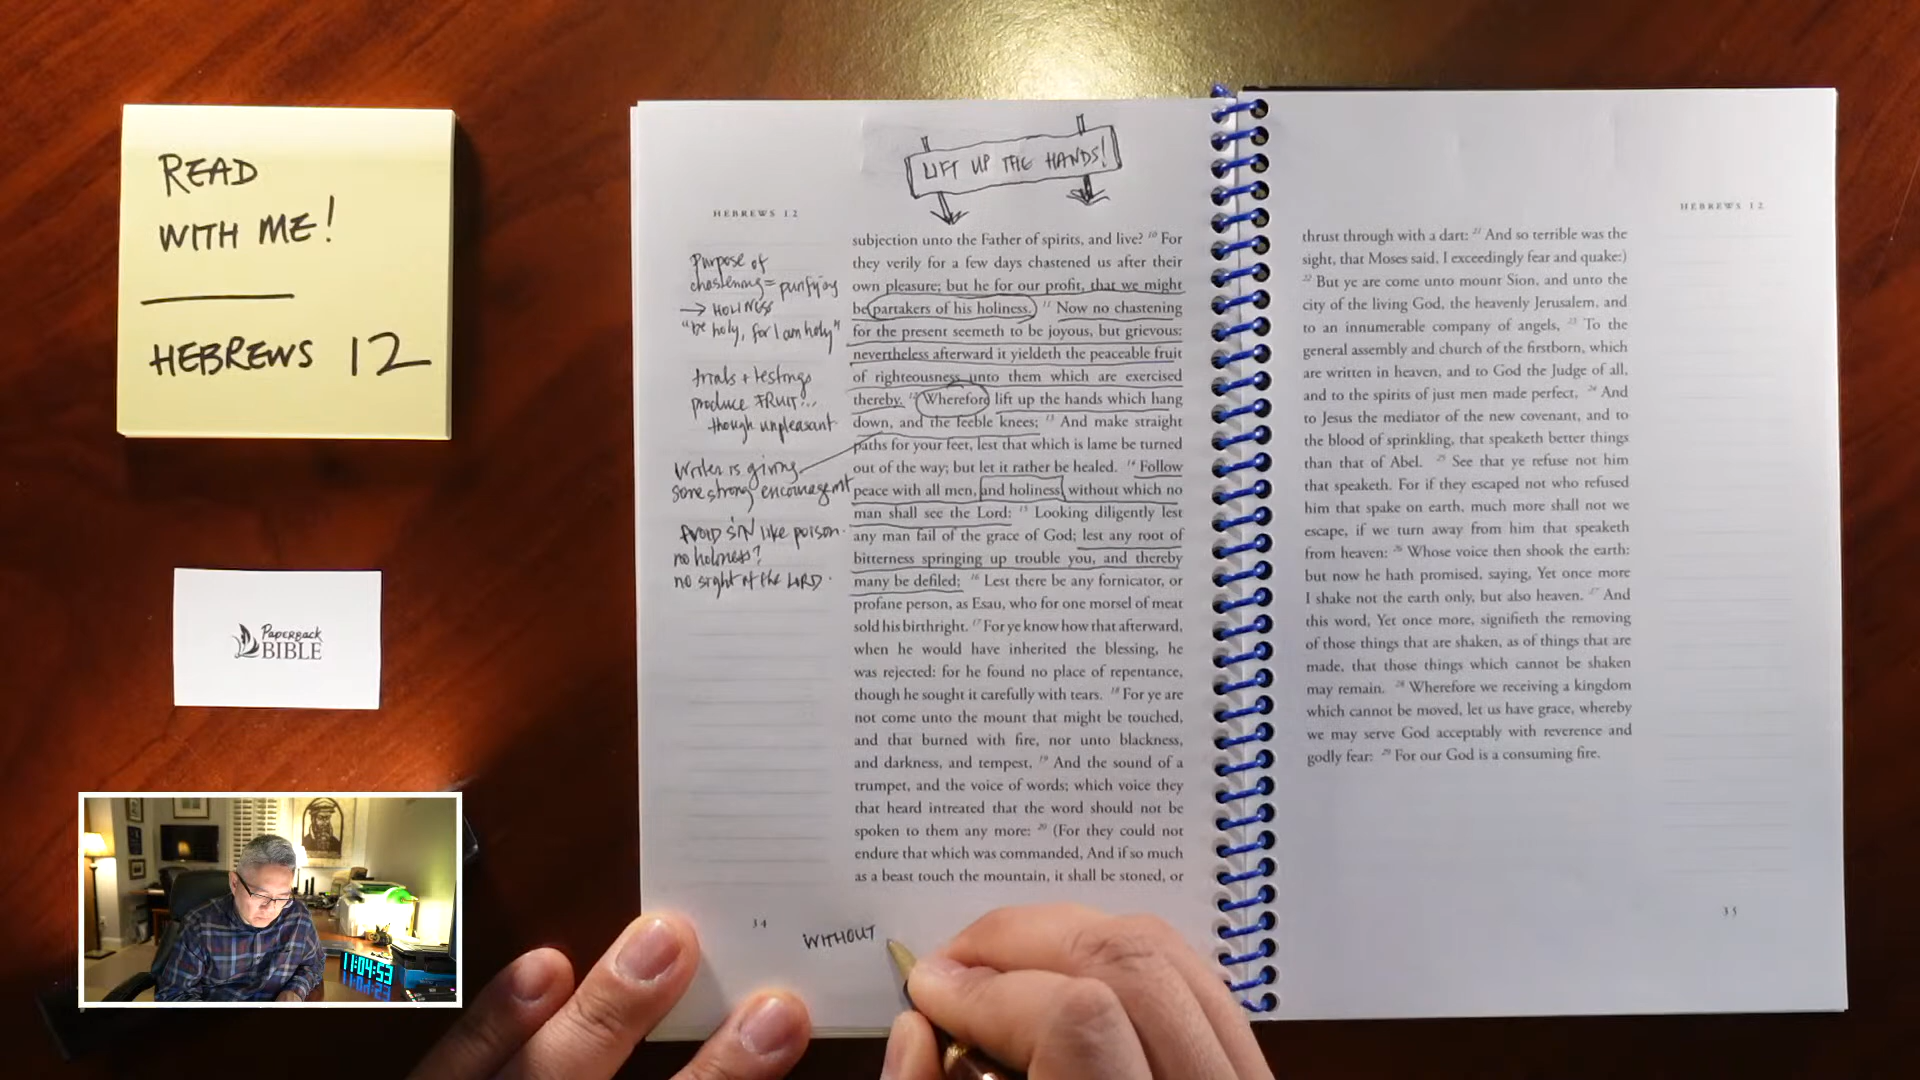 READ
WITH ME!
HEBREWS 12
Paperback
BIBLE
11:04:53
LIFT UP THE HANDS!
HEBREWS 12
Purpose of
chastening = purifying
→ HOLINESS
"be holy, for I am holy"
trials + testings
produce FRUIT...
though unpleasant
Writer is giving
some strong encouragemt
AVOID SIN like poison.
no holiness?
no sight of the LORD.
subjection unto the Father of spirits, and live? 10 For
they verily for a few days chastened us after their
own pleasure; but he for our profit, that we might
be partakers of his holiness. 11 Now no chastening
for the present seemeth to be joyous, but grievous:
nevertheless afterward it yieldeth the peaceable fruit
of righteousness unto them which are exercised
thereby. 12 Wherefore lift up the hands which hang
down, and the feeble knees; 13 And make straight
paths for your feet, lest that which is lame be turned
out of the way; but let it rather be healed. 14 Follow
peace with all men, and holiness, without which no
man shall see the Lord: 15 Looking diligently lest
any man fail of the grace of God; lest any root of
bitterness springing up trouble you, and thereby
many be defiled; 16 Lest there be any fornicator, or
profane person, as Esau, who for one morsel of meat
sold his birthright. 17 For ye know how that afterward,
when he would have inherited the blessing, he
was rejected: for he found no place of repentance,
though he sought it carefully with tears. 18 For ye are
not come unto the mount that might be touched,
and that burned with fire, nor unto blackness,
and darkness, and tempest, 19 And the sound of a
trumpet, and the voice of words; which voice they
that heard intreated that the word should not be
spoken to them any more: 20 (For they could not
endure that which was commanded, And if so much
as a beast touch the mountain, it shall be stoned, or
34
WITHOUT
HEBREWS 12
thrust through with a dart: 21 And so terrible was the
sight, that Moses said, I exceedingly fear and quake:)
22 But ye are come unto mount Sion, and unto the
city of the living God, the heavenly Jerusalem, and
to an innumerable company of angels, 23 To the
general assembly and church of the firstborn, which
are written in heaven, and to God the Judge of all,
and to the spirits of just men made perfect, 24 And
to Jesus the mediator of the new covenant, and to
the blood of sprinkling, that speaketh better things
than that of Abel. 25 See that ye refuse not him
that speaketh. For if they escaped not who refused
him that spake on earth, much more shall not we
escape, if we turn away from him that speaketh
from heaven: 26 Whose voice then shook the earth:
but now he hath promised, saying, Yet once more
I shake not the earth only, but also heaven. 27 And
this word, Yet once more, signifieth the removing
of those things that are shaken, as of things that are
made, that those things which cannot be shaken
may remain. 28 Wherefore we receiving a kingdom
which cannot be moved, let us have grace, whereby
we may serve God acceptably with reverence and
godly fear: 29 For our God is a consuming fire.
35